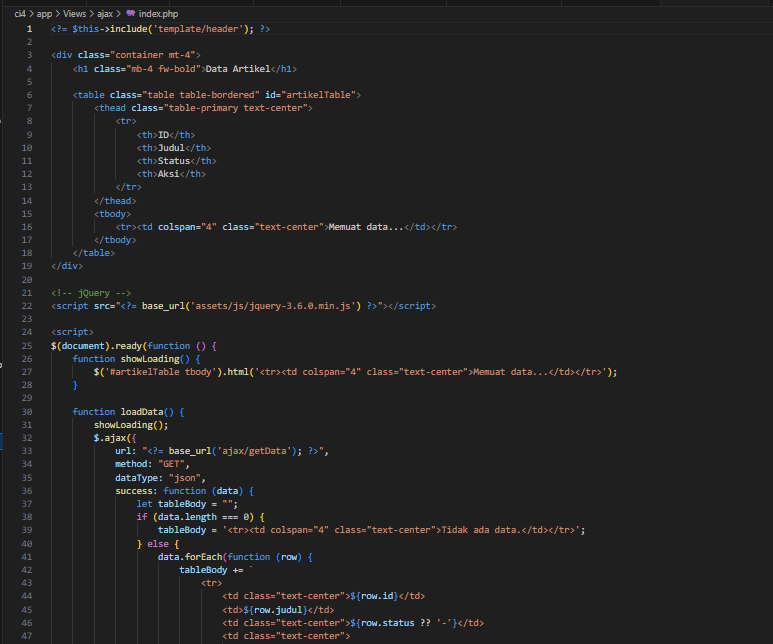 ci4 > app > Views > ajax > index.php
1 <?= $this->include('template/header'); ?>
2
3 <div class="container mt-4">
4 <h1 class="mb-4 fw-bold">Data Artikel</h1>
5
6 <table class="table table-bordered" id="artikelTable">
7 <thead class="table-primary text-center">
8 <tr>
9 <th>ID</th>
10 <th>Judul</th>
11 <th>Status</th>
12 <th>Aksi</th>
13 </tr>
14 </thead>
15 <tbody>
16 <tr><td colspan="4" class="text-center">Memuat data...</td></tr>
17 </tbody>
18 </table>
19 </div>
20
21 <!-- jQuery -->
22 <script src="<?= base_url('assets/js/jquery-3.6.0.min.js') ?>"></script>
23
24 <script>
25 $(document).ready(function () {
26 function showLoading() {
27 $('#artikelTable tbody').html('<tr><td colspan="4" class="text-center">Memuat data...</td></tr>');
28 }
29
30 function loadData() {
31 showLoading();
32 $.ajax({
33 url: "<?= base_url('ajax/getData'); ?>",
34 method: "GET",
35 dataType: "json",
36 success: function (data) {
37 let tableBody = "";
38 if (data.length === 0) {
39 tableBody = '<tr><td colspan="4" class="text-center">Tidak ada data.</td></tr>';
40 } else {
41 data.forEach(function (row) {
42 tableBody += `
43 <tr>
44 <td class="text-center">${row.id}</td>
45 <td>${row.judul}</td>
46 <td class="text-center">${row.status ?? '-'}</td>
47 <td class="text-center">